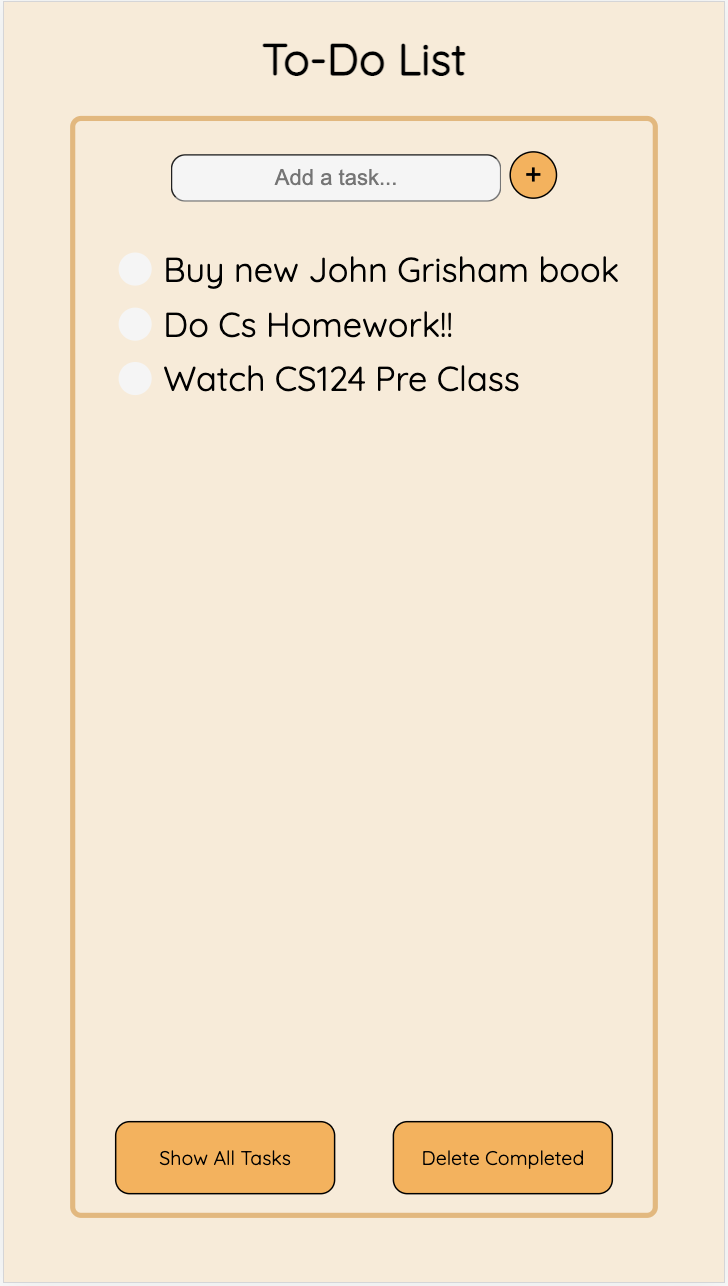 To-Do List
Add a task...
+
Buy new John Grisham book
Do Cs Homework!!
Watch CS124 Pre Class
Show All Tasks
Delete Completed